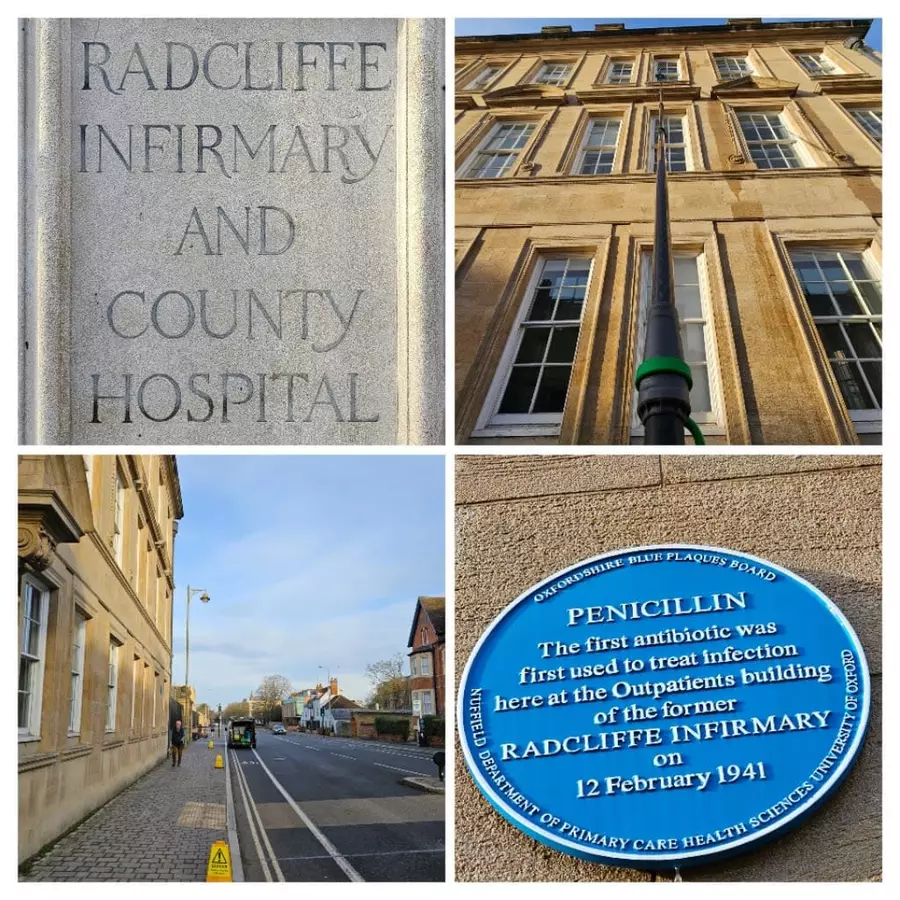 RADCLIFFE
INFIRMARY
AND
COUNTY
HOSPITAL
OXFORDSHIRE BLUE PLAQUES BOARD
PENICILLIN
The first antibiotic was
first used to treat infection
here at the Outpatients building
of the former
RADCLIFFE INFIRMARY
on
12 February 1941
NUFFIELD DEPARTMENT OF PRIMARY CARE HEALTH SCIENCES UNIVERSITY OF OXFORD